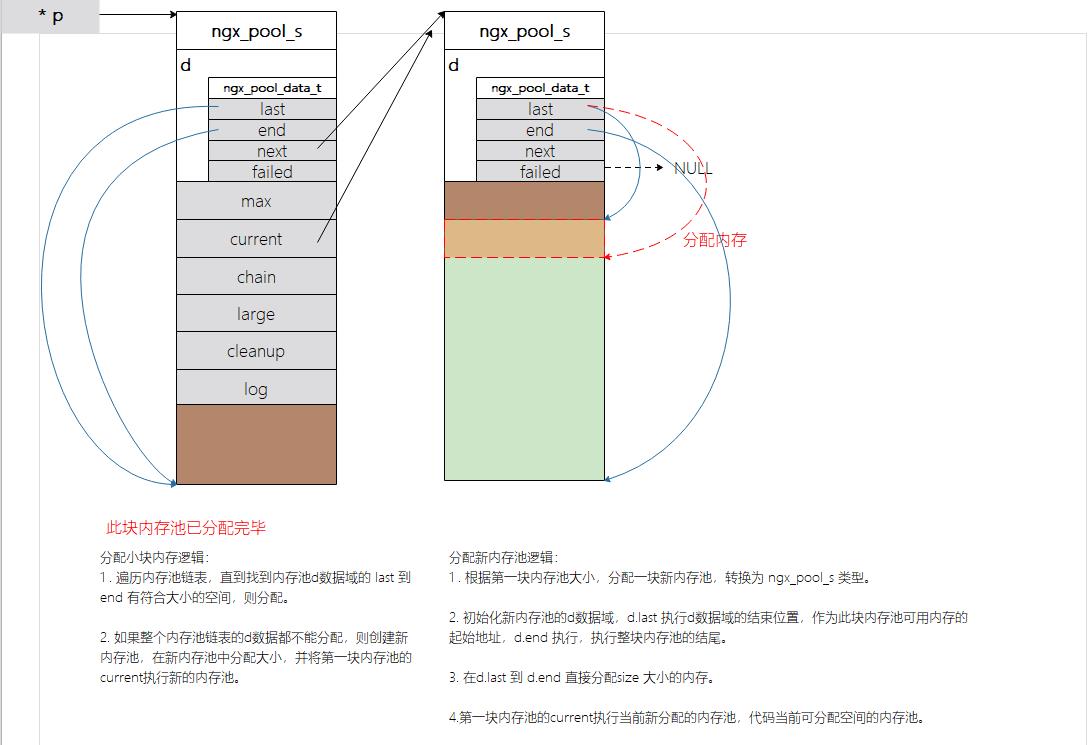 * p
ngx_pool_s
d
ngx_pool_data_t
last
end
next
failed
max
current
chain
large
cleanup
log
ngx_pool_s
d
ngx_pool_data_t
last
end
next
failed
NULL
分配内存
此块内存池已分配完毕
分配小块内存逻辑：
1 . 遍历内存池链表，直到找到内存池d数据域的 last 到
end 有符合大小的空间，则分配。
2. 如果整个内存池链表的d数据都不能分配，则创建新
内存池，在新内存池中分配大小，并将第一块内存池的
current执行新的内存池。
分配新内存池逻辑：
1 . 根据第一块内存池大小，分配一块新内存池，转换为 ngx_pool_s 类型。
2. 初始化新内存池的d数据域，d.last 执行d数据域的结束位置，作为此块内存池可用内存的
起始地址，d.end 执行，执行整块内存池的结尾。
3. 在d.last 到 d.end 直接分配size 大小的内存。
4.第一块内存池的current执行当前新分配的内存池，代码当前可分配空间的内存池。